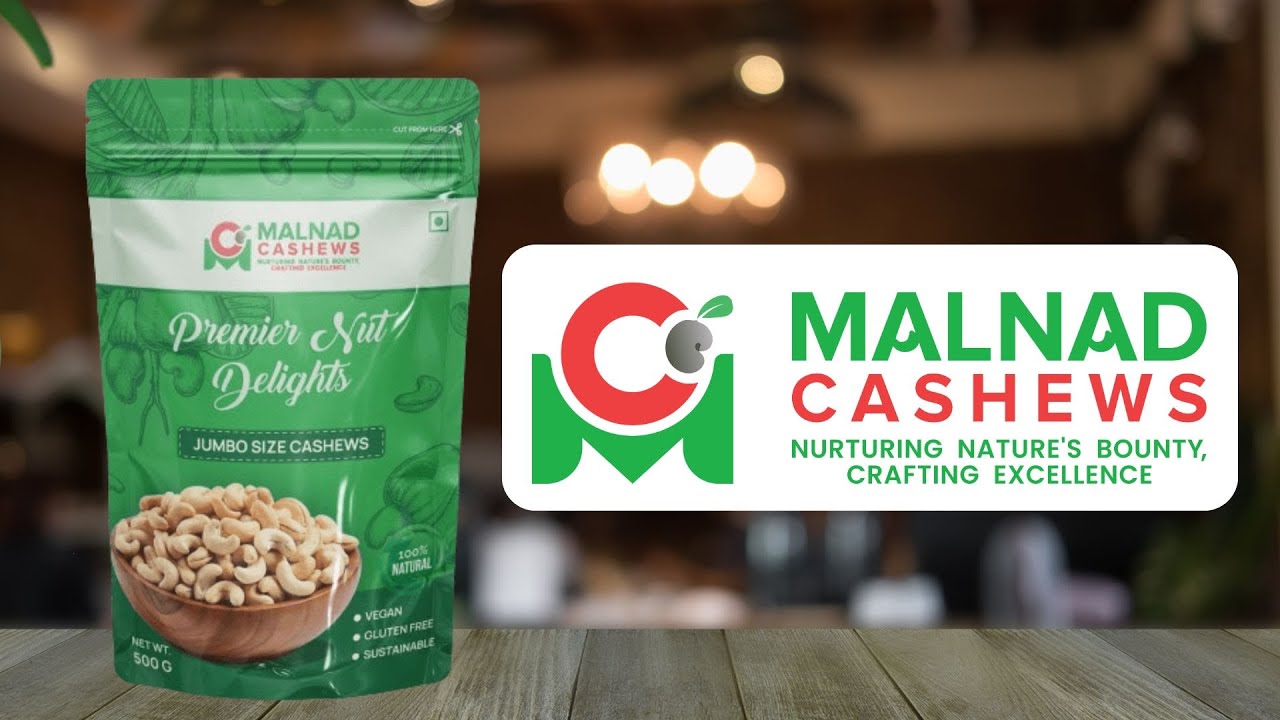 CUT FROM HERE
MALNAD
CASHEWS
NURTURING NATURE'S BOUNTY,
CRAFTING EXCELLENCE
Premier Nut
Delights
JUMBO SIZE CASHEWS
100%
NATURAL
VEGAN
GLUTEN FREE
SUSTAINABLE
NET WT.
500 G
MALNAD
CASHEWS
NURTURING NATURE'S BOUNTY,
CRAFTING EXCELLENCE